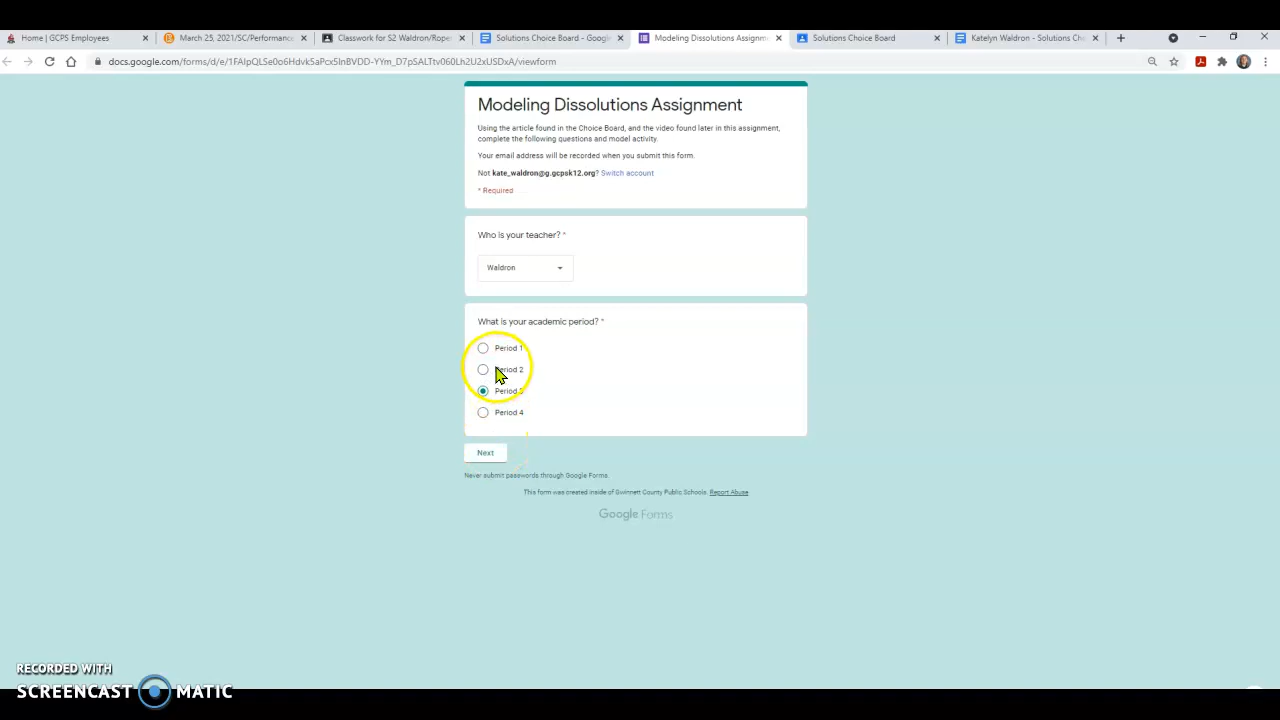 Home | GCPS Employees
March 25, 2021/SC/Performance
Classwork for S2 Waldron/Roper
Solutions Choice Board - Google
Modeling Dissolutions Assignm
Solutions Choice Board
Katelyn Waldron - Solutions Cho
docs.google.com/forms/d/e/1FAIpQLSe0o6Hdvk5aPcxSInBVDD-YYm_D7pSALTtv060Lh2U2xUSDxA/viewform
Modeling Dissolutions Assignment
Using the article found in the Choice Board, and the video found later in this assignment,
complete the following questions and model activity.
Your email address will be recorded when you submit this form.
Not kate_waldron@g.gcpsk12.org? Switch account
* Required
Who is your teacher? *
Waldron
What is your academic period? *
Period 1
Period 2
Period 3
Period 4
Next
Never submit passwords through Google Forms.
This form was created inside of Gwinnett County Public Schools. Report Abuse
Google Forms
RECORDED WITH
SCREENCAST MATIC